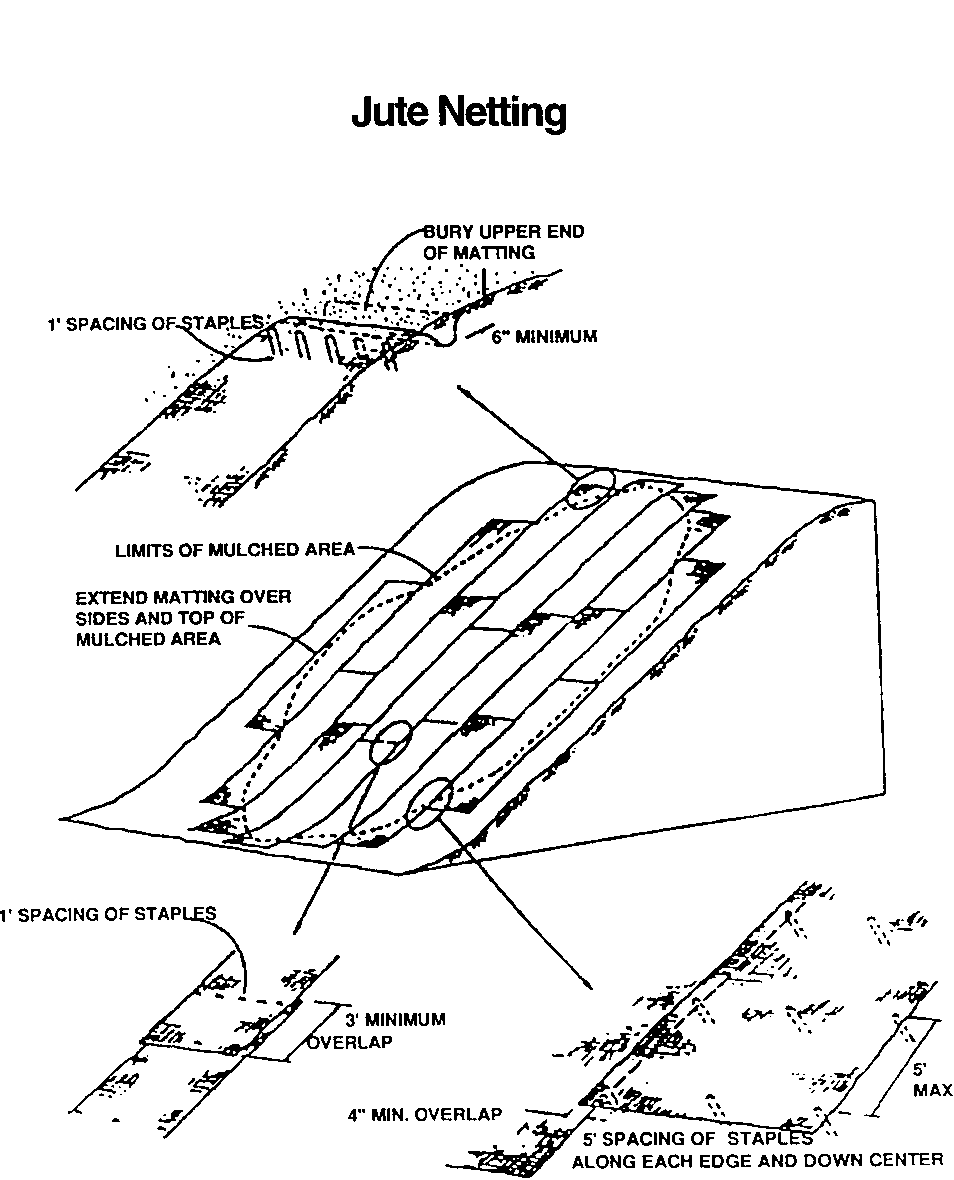 Jute Netting
BURY UPPER END
OF MATTING
1' SPACING OF STAPLES
6" MINIMUM
LIMITS OF MULCHED AREA
EXTEND MATTING OVER
SIDES AND TOP OF
MULCHED AREA
1' SPACING OF STAPLES
3' MINIMUM
OVERLAP
5'
MAX
4" MIN. OVERLAP
5' SPACING OF STAPLES
ALONG EACH EDGE AND DOWN CENTER